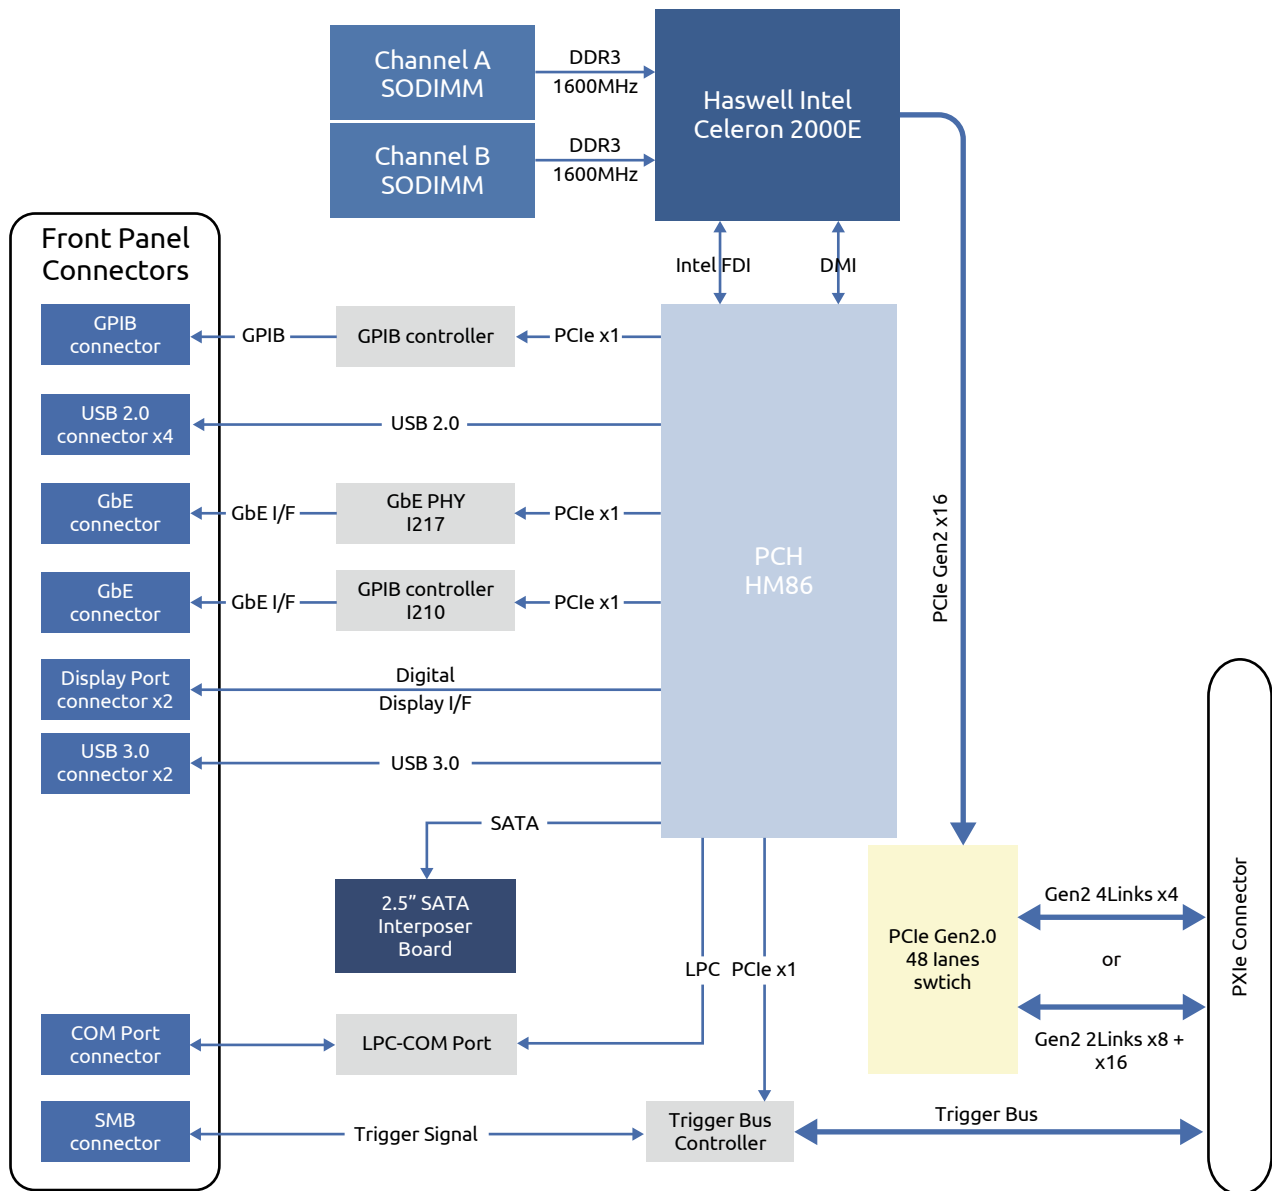 Channel A
SODIMM
DDR3
1600MHz
Haswell Intel
Celeron 2000E
Channel B
SODIMM
DDR3
1600MHz
Front Panel
Connectors
Intel FDI
DMI
GPIB
connector
GPIB
GPIB controller
PCIe x1
USB 2.0
connector x4
USB 2.0
GbE
connector
GbE I/F
GbE PHY
I217
PCIe x1
PCH
HM86
PCIe Gen2 x16
GbE
connector
GbE I/F
GPIB controller
I210
PCIe x1
Display Port
connector x2
Digital
Display I/F
USB 3.0
connector x2
USB 3.0
SATA
2.5” SATA
Interposer
Board
LPC
PCIe x1
PCIe Gen2.0
48 lanes
swtich
Gen2 4Links x4
or
Gen2 2Links x8 +
x16
PXIe Connector
COM Port
connector
LPC-COM Port
SMB
connector
Trigger Signal
Trigger Bus
Controller
Trigger Bus